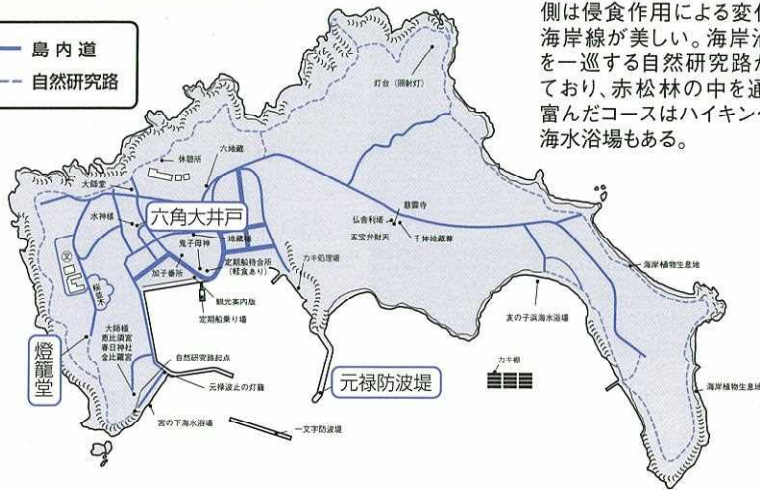 島内道
自然研究路
側は侵食作用による変化
海岸線が美しい。海岸沿
を一巡する自然研究路が
ており、赤松林の中を通
富んだコースはハイキング
海水浴場もある。
灯台(照射灯)
六地蔵
休憩所
大師堂
水神様
六角大井戸
地蔵様
鬼子母神
加子番所
定期船待合所
(軽食あり)
観光案内版
定期船乗り場
カキ処理場
慈雲寺
仏舎利塔
千体地蔵尊
海岸植物生息地
友の子浜海水浴場
海岸植物生息地
カキ棚
文
桜並木
燈籠堂
大師様
恵比須宮
春日神社
金比羅宮
自然研究路起点
元禄波止の灯籠
元禄防波堤
宮の下海水浴場
一文字防波堤